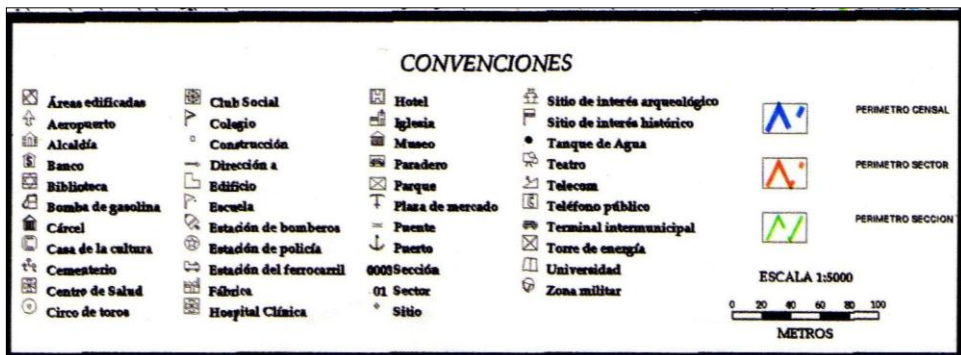 CONVENCIONES
Áreas edificadas
Aeropuerto
Alcaldía
Banco
Biblioteca
Bomba de gasolina
Cárcel
Casa de la cultura
Cementerio
Centro de Salud
Circo de toros
Club Social
Colegio
Construcción
Dirección a
Edificio
Escuela
Estación de bomberos
Estación de policía
Estación del ferrocarril
Fábrica
Hospital Clínica
Hotel
Iglesia
Museo
Paradero
Parque
Plaza de mercado
Puente
Puerto
0003 Sección
01 Sector
Sitio
Sitio de interés arqueológico
Sitio de interés histórico
Tanque de Agua
Teatro
Telecom
Teléfono público
Terminal intermunicipal
Torre de energía
Universidad
Zona militar
PERIMETRO CENSAL
PERIMETRO SECTOR
PERIMETRO SECCION
ESCALA 1:5000
0 20 40 60 80 100
METROS